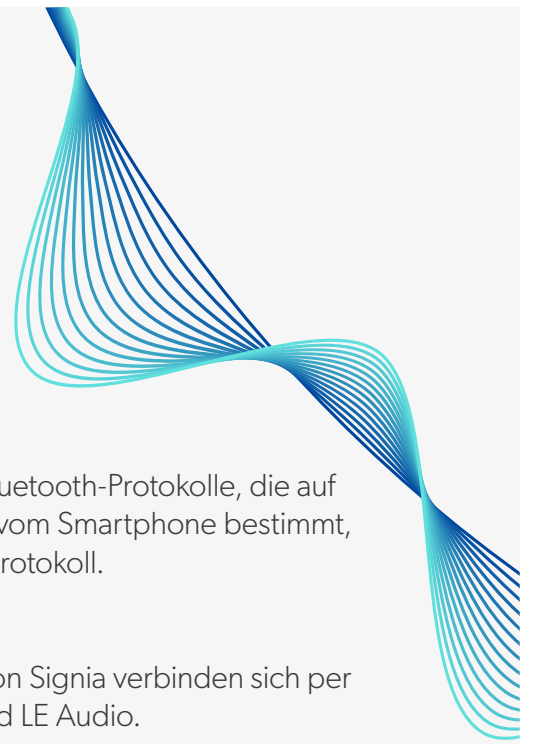 uetooth-Protokolle, die auf
vom Smartphone bestimmt,
rotokoll.
on Signia verbinden sich per
d LE Audio.